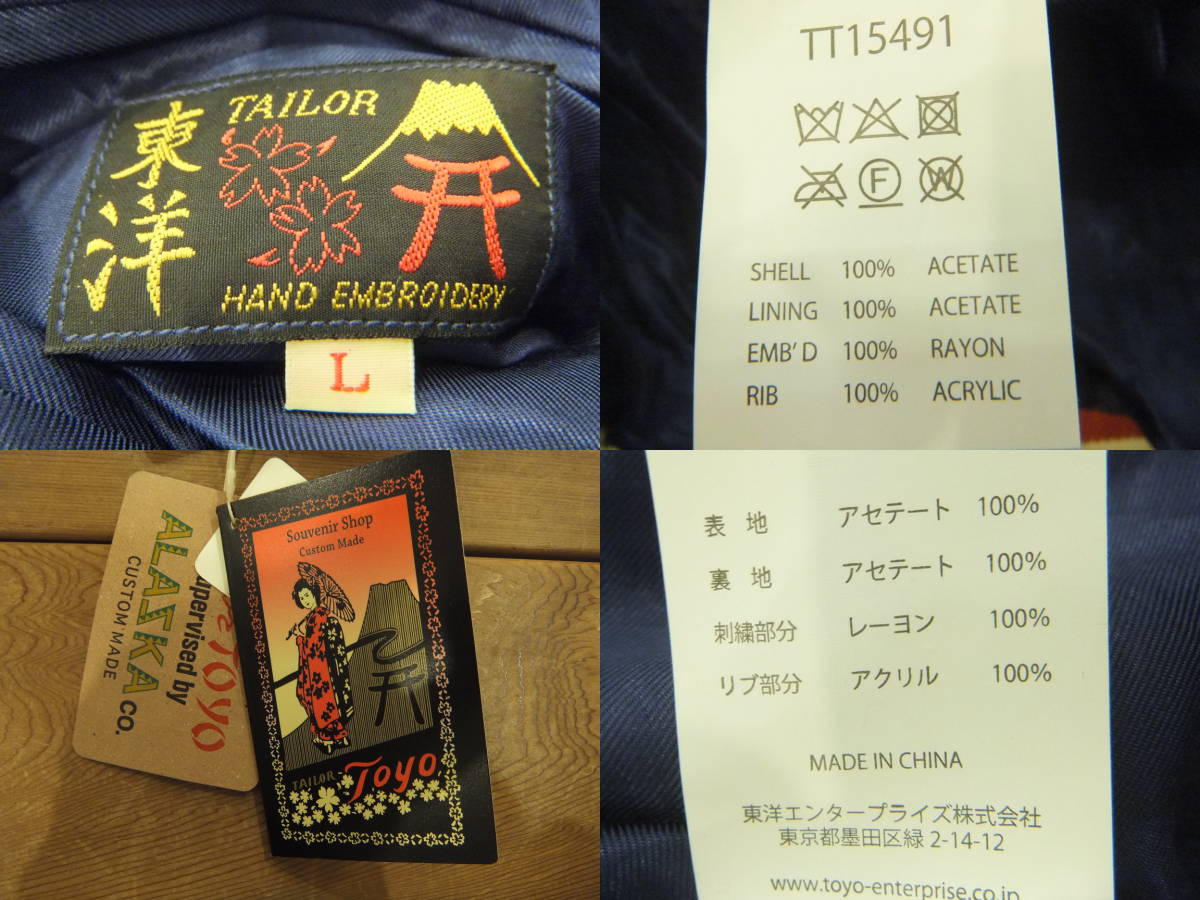 東洋
TAILOR
HAND EMBROIDERY
L
TT15491
F
W
SHELL 100% ACETATE
LINING 100% ACETATE
EMB'D 100% RAYON
RIB 100% ACRYLIC
Souvenir Shop
Custom Made
TAILOR Toyo
TOYO
Supervised by
ALASKA CO.
CUSTOM MADE
表地 アセテート 100%
裏地 アセテート 100%
刺繍部分 レーヨン 100%
リブ部分 アクリル 100%
MADE IN CHINA
東洋エンタープライズ株式会社
東京都墨田区緑 2-14-12
www.toyo-enterprise.co.jp